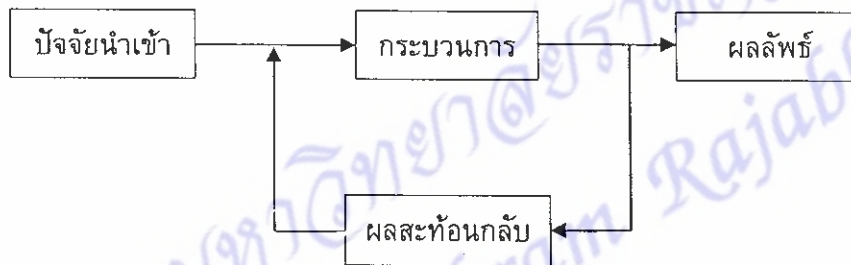 ปัจจัยนำเข้า
กระบวนการ
ผลลัพธ์
ผลสะท้อนกลับ